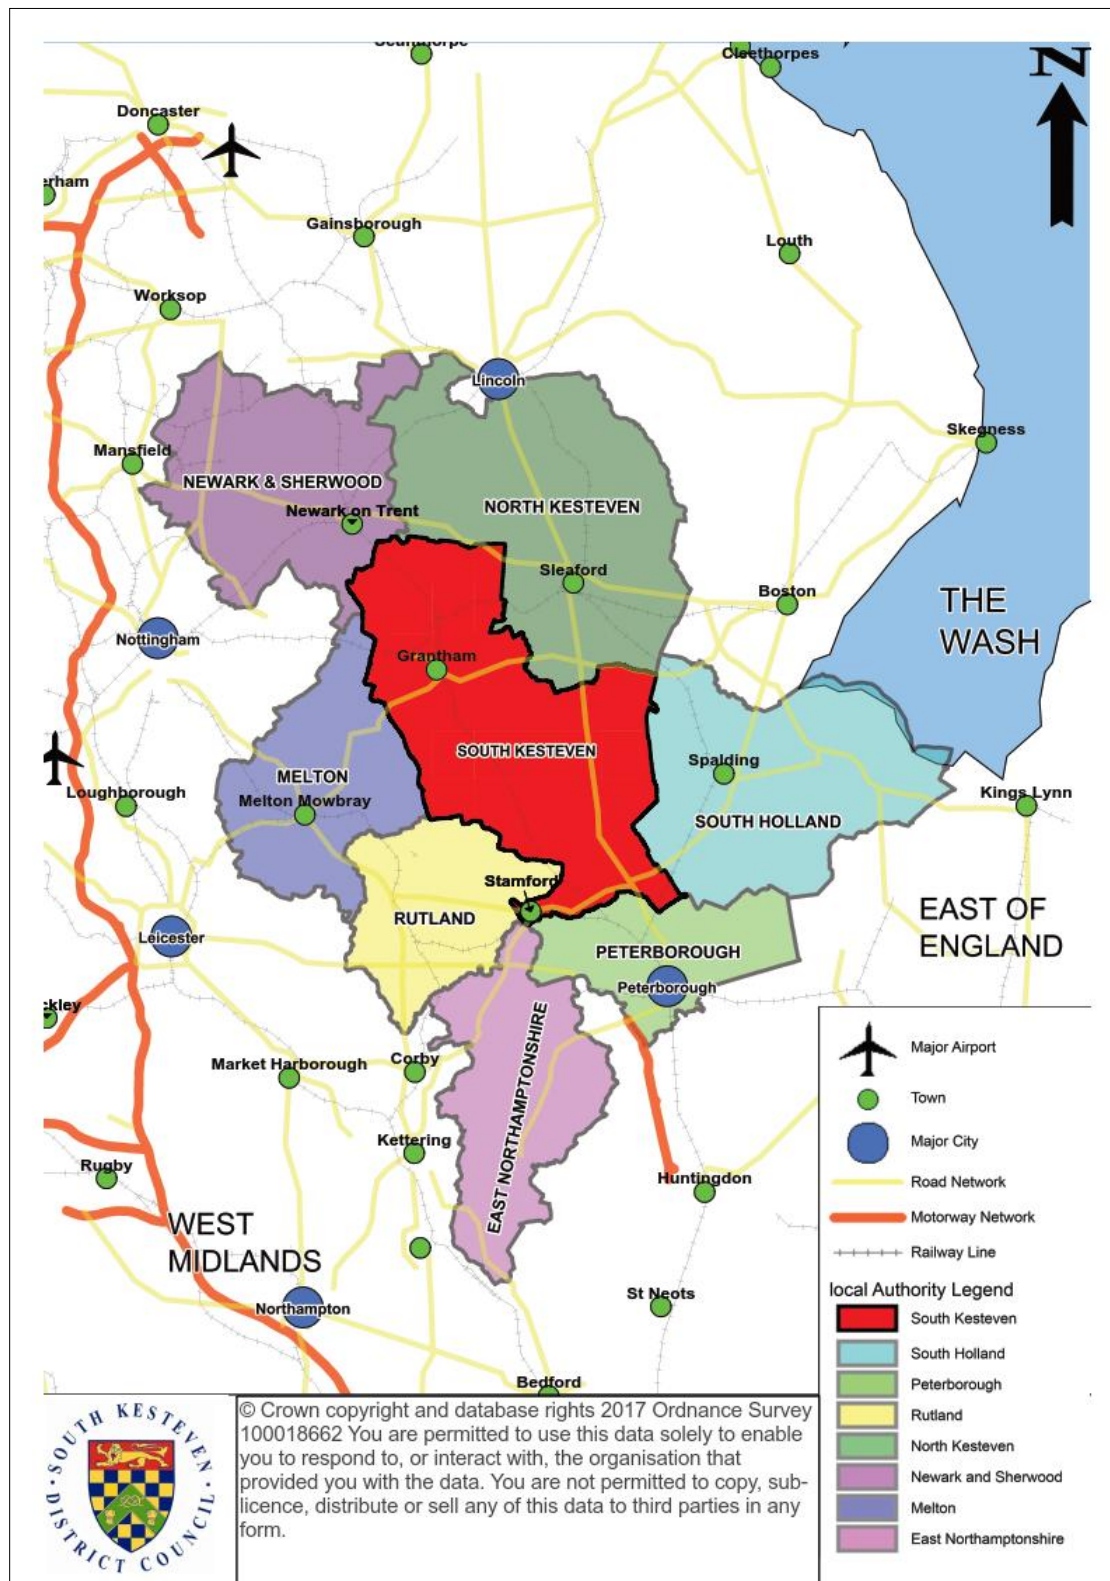 Scunthorpe
Cleethorpes
N
Doncaster
erham
Gainsborough
Louth
Worksop
Lincoln
Skegness
Mansfield
NEWARK & SHERWOOD
Newark on Trent
NORTH KESTEVEN
Sleaford
Boston
THE
WASH
Nottingham
Grantham
SOUTH KESTEVEN
Spalding
MELTON
Melton Mowbray
Loughborough
Kings Lynn
SOUTH HOLLAND
Stamford
RUTLAND
EAST OF
ENGLAND
Leicester
PETERBOROUGH
Peterborough
ckley
EAST NORTHAMPTONSHIRE
Market Harborough
Corby
Kettering
Rugby
Huntingdon
WEST
MIDLANDS
Northampton
St Neots
Bedford
Major Airport
Town
Major City
Road Network
Motorway Network
Railway Line
local Authority Legend
South Kesteven
South Holland
Peterborough
Rutland
North Kesteven
Newark and Sherwood
Melton
East Northamptonshire
SOUTH KESTEVEN
DISTRICT COUNCIL
© Crown copyright and database rights 2017 Ordnance Survey
100018662 You are permitted to use this data solely to enable
you to respond to, or interact with, the organisation that
provided you with the data. You are not permitted to copy, sub-
licence, distribute or sell any of this data to third parties in any
form.